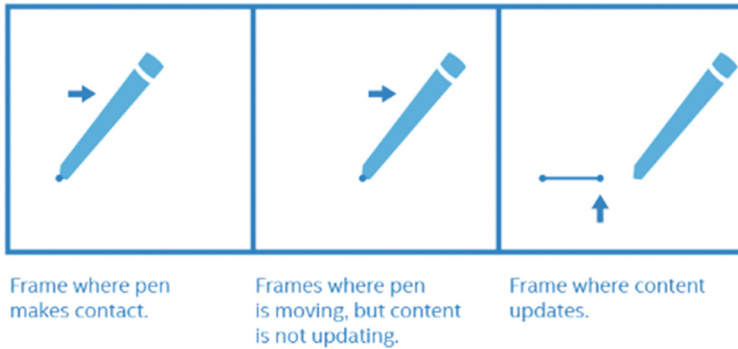 Frame where pen
makes contact.
Frames where pen
is moving, but content
is not updating.
Frame where content
updates.